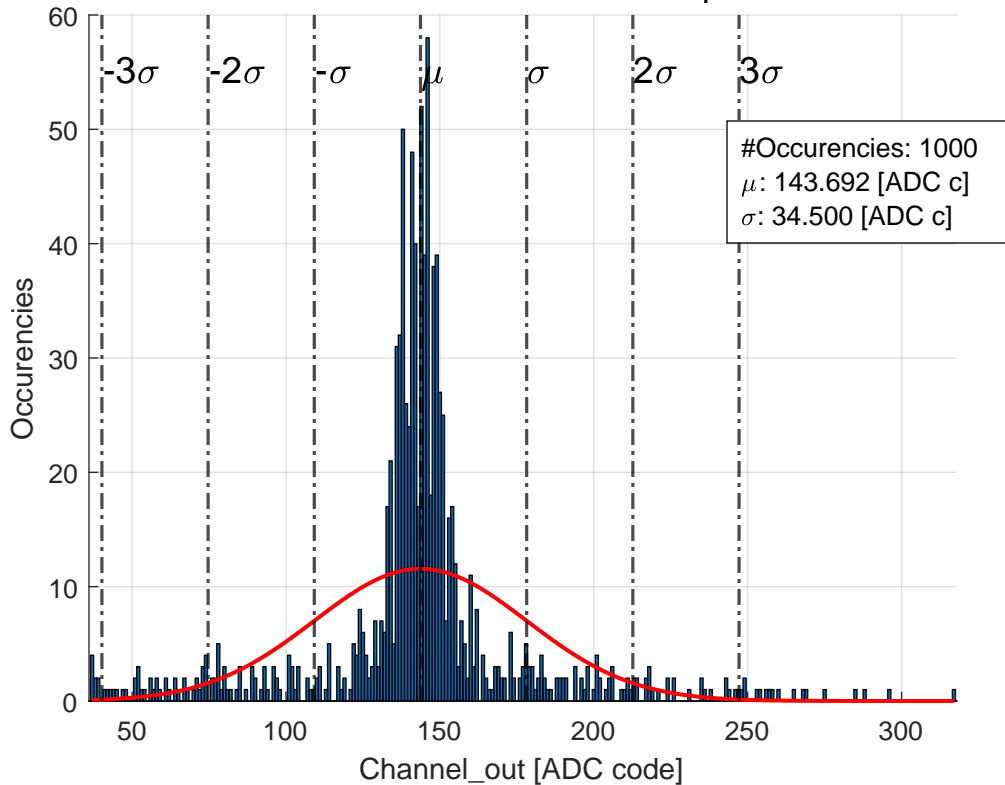 60
50
40
30
20
10
0
Occurencies
-3σ
-2σ
-σ
μ
σ
2σ
3σ
#Occurencies: 1000
μ: 143.692 [ADC c]
σ: 34.500 [ADC c]
50
100
150
200
250
300
Channel_out [ADC code]